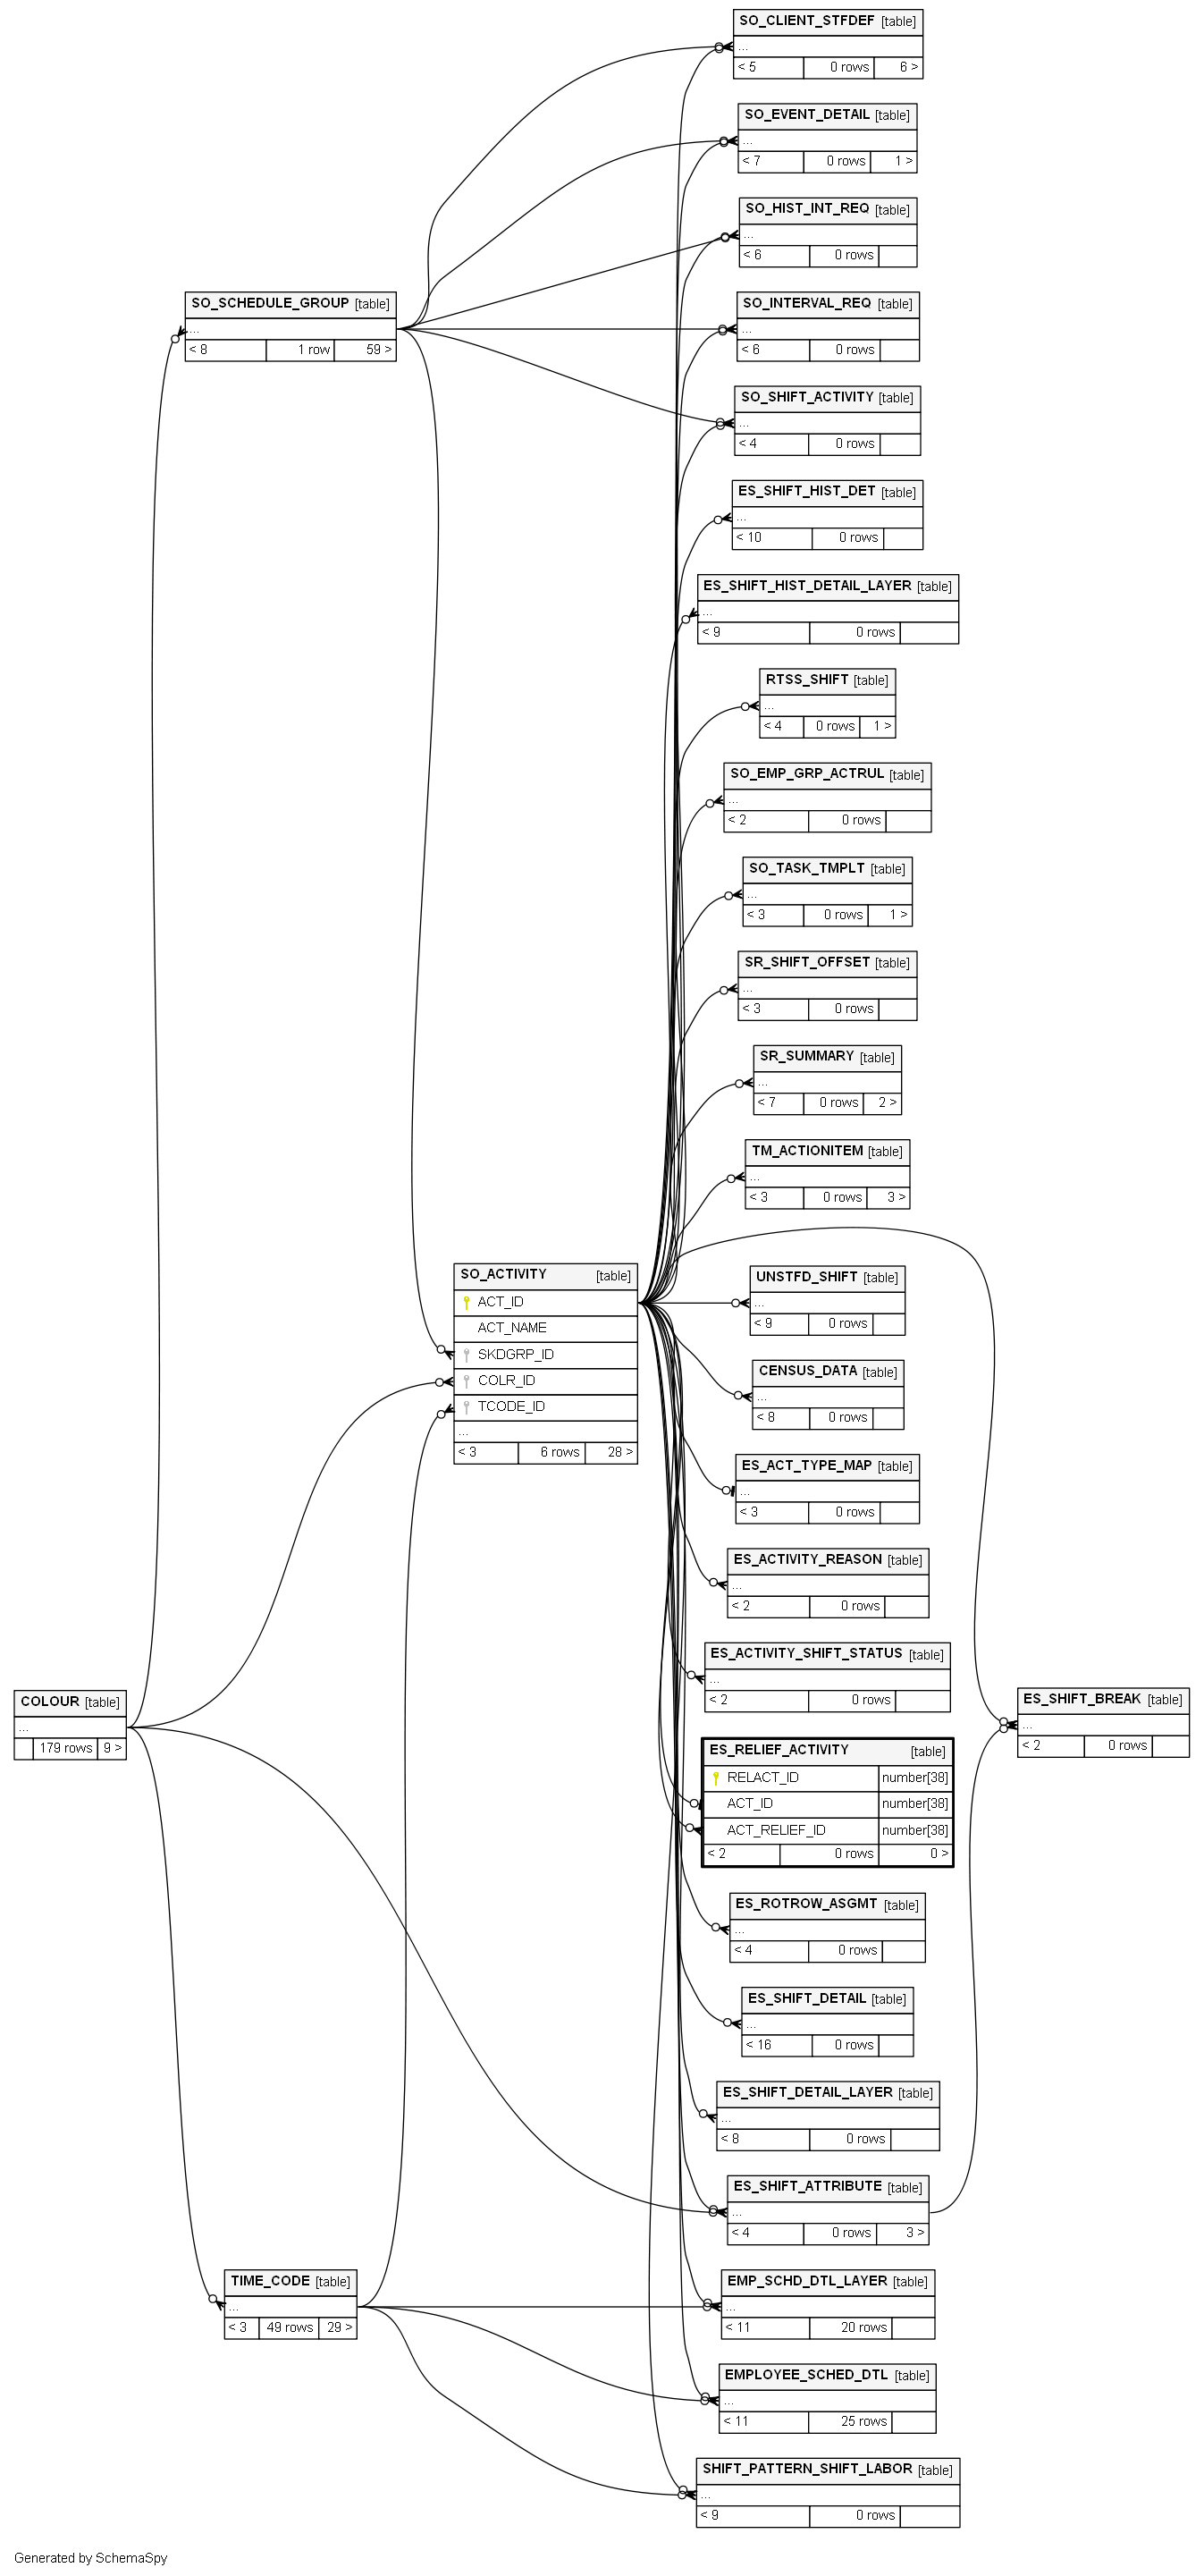 SO_CLIENT_STFDEF [table]
...
< 5 0 rows 6 >
SO_EVENT_DETAIL [table]
...
< 7 0 rows 1 >
SO_HIST_INT_REQ [table]
...
< 6 0 rows
SO_SCHEDULE_GROUP [table]
...
< 8 1 row 59 >
SO_INTERVAL_REQ [table]
...
< 6 0 rows
SO_SHIFT_ACTIVITY [table]
...
< 4 0 rows
ES_SHIFT_HIST_DET [table]
...
< 10 0 rows
ES_SHIFT_HIST_DETAIL_LAYER [table]
...
< 9 0 rows
RTSS_SHIFT [table]
...
< 4 0 rows 1 >
SO_EMP_GRP_ACTRUL [table]
...
< 2 0 rows
SO_TASK_TMPLT [table]
...
< 3 0 rows 1 >
SR_SHIFT_OFFSET [table]
...
< 3 0 rows
SR_SUMMARY [table]
...
< 7 0 rows 2 >
TM_ACTIONITEM [table]
...
< 3 0 rows 3 >
SO_ACTIVITY [table]
ACT_ID
ACT_NAME
SKDGRP_ID
COLR_ID
TCODE_ID
...
< 3 6 rows 28 >
UNSTFD_SHIFT [table]
...
< 9 0 rows
CENSUS_DATA [table]
...
< 8 0 rows
ES_ACT_TYPE_MAP [table]
...
< 3 0 rows
ES_ACTIVITY_REASON [table]
...
< 2 0 rows
ES_ACTIVITY_SHIFT_STATUS [table]
...
< 2 0 rows
COLOUR [table]
...
179 rows 9 >
ES_SHIFT_BREAK [table]
...
< 2 0 rows
ES_RELIEF_ACTIVITY [table]
RELACT_ID number[38]
ACT_ID number[38]
ACT_RELIEF_ID number[38]
< 2 0 rows 0 >
ES_ROTROW_ASGMT [table]
...
< 4 0 rows
ES_SHIFT_DETAIL [table]
...
< 16 0 rows
ES_SHIFT_DETAIL_LAYER [table]
...
< 8 0 rows
ES_SHIFT_ATTRIBUTE [table]
...
< 4 0 rows 3 >
TIME_CODE [table]
...
< 3 49 rows 29 >
EMP_SCHD_DTL_LAYER [table]
...
< 11 20 rows
EMPLOYEE_SCHED_DTL [table]
...
< 11 25 rows
SHIFT_PATTERN_SHIFT_LABOR [table]
...
< 9 0 rows
Generated by SchemaSpy